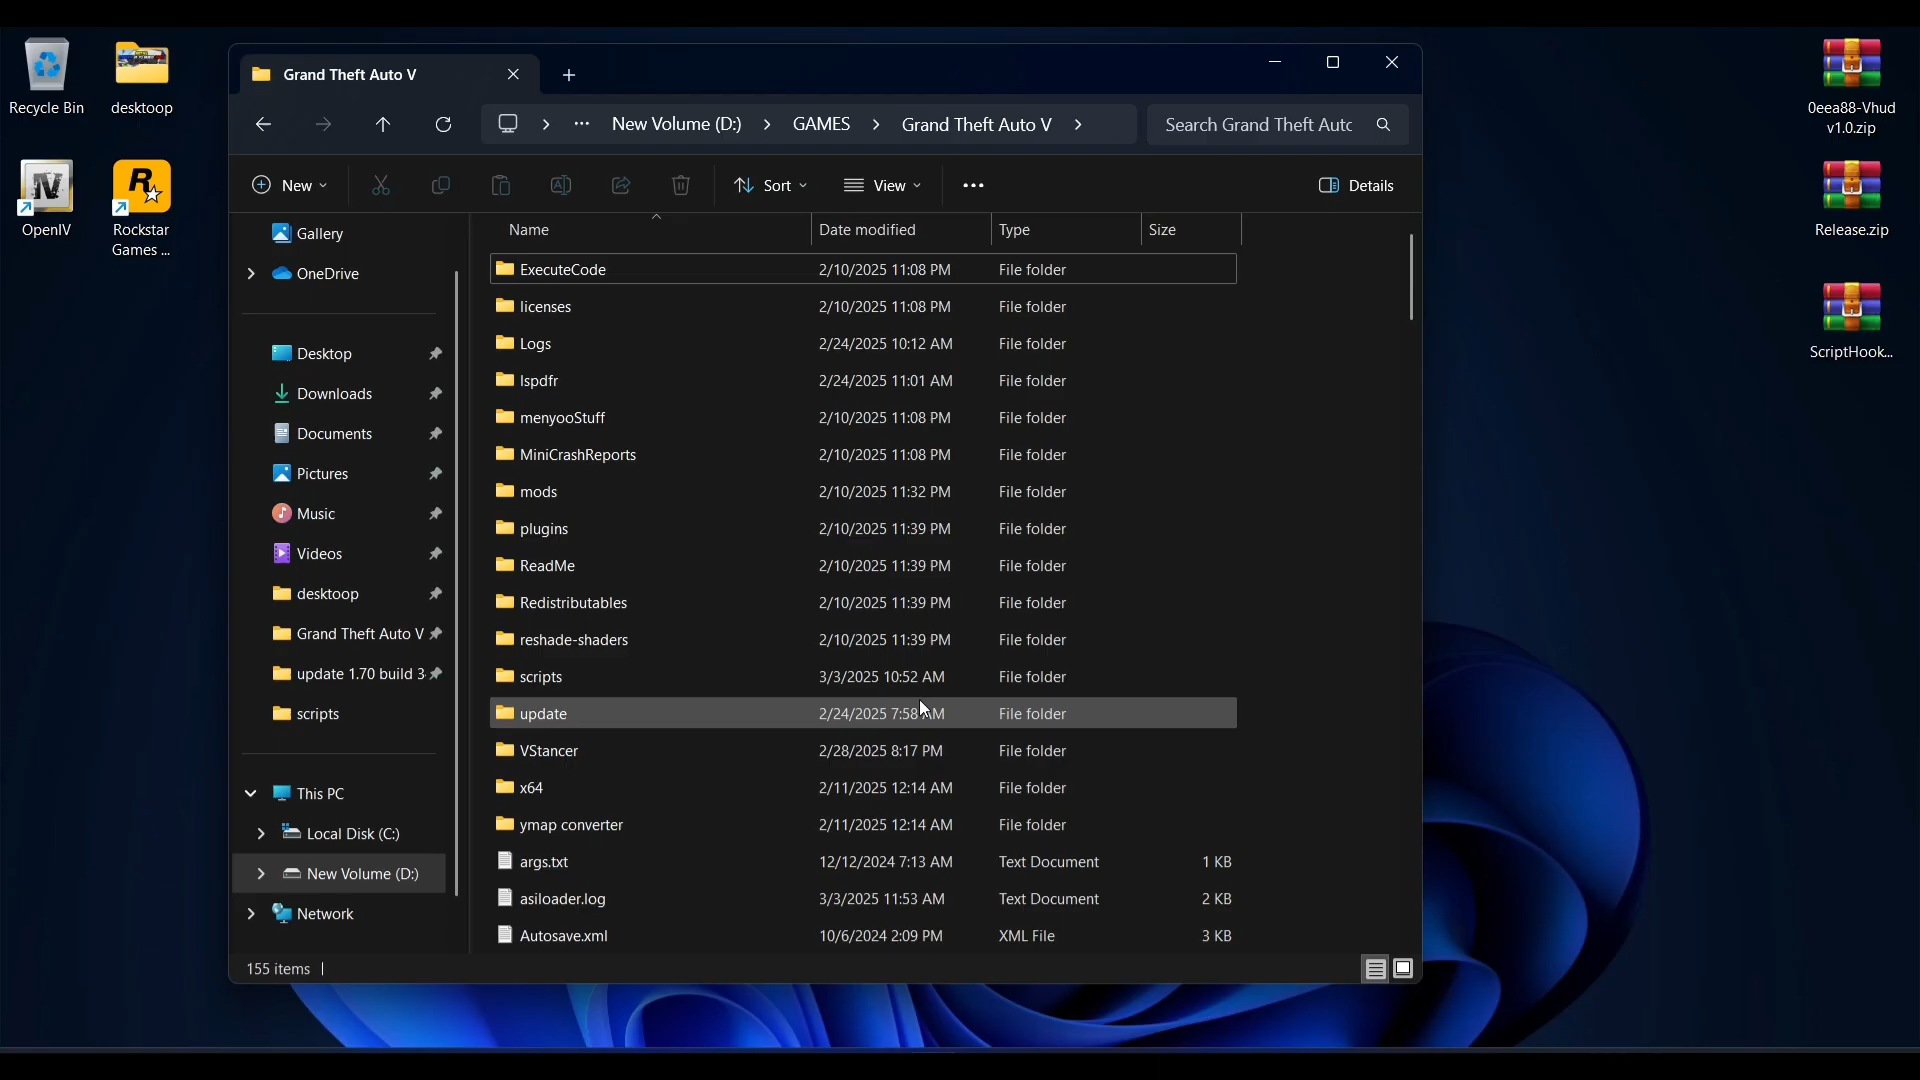 Recycle Bin
desktoop
OpenIV
Rockstar
Games ...
Grand Theft Auto V
New Volume (D:)
GAMES
Grand Theft Auto V
Search Grand Theft Autc
New
Sort
View
Details
Gallery
OneDrive
Desktop
Downloads
Documents
Pictures
Music
Videos
desktoop
Grand Theft Auto V
update 1.70 build 3
scripts
This PC
Local Disk (C:)
New Volume (D:)
Network
Name Date modified Type Size
ExecuteCode 2/10/2025 11:08 PM File folder
licenses 2/10/2025 11:08 PM File folder
Logs 2/24/2025 10:12 AM File folder
lspdfr 2/24/2025 11:01 AM File folder
menyooStuff 2/10/2025 11:08 PM File folder
MiniCrashReports 2/10/2025 11:08 PM File folder
mods 2/10/2025 11:32 PM File folder
plugins 2/10/2025 11:39 PM File folder
ReadMe 2/10/2025 11:39 PM File folder
Redistributables 2/10/2025 11:39 PM File folder
reshade-shaders 2/10/2025 11:39 PM File folder
scripts 3/3/2025 10:52 AM File folder
update 2/24/2025 7:58 AM File folder
VStancer 2/28/2025 8:17 PM File folder
x64 2/11/2025 12:14 AM File folder
ymap converter 2/11/2025 12:14 AM File folder
args.txt 12/12/2024 7:13 AM Text Document 1 KB
asiloader.log 3/3/2025 11:53 AM Text Document 2 KB
Autosave.xml 10/6/2024 2:09 PM XML File 3 KB
155 items
0eea88-Vhud
v1.0.zip
Release.zip
ScriptHook...